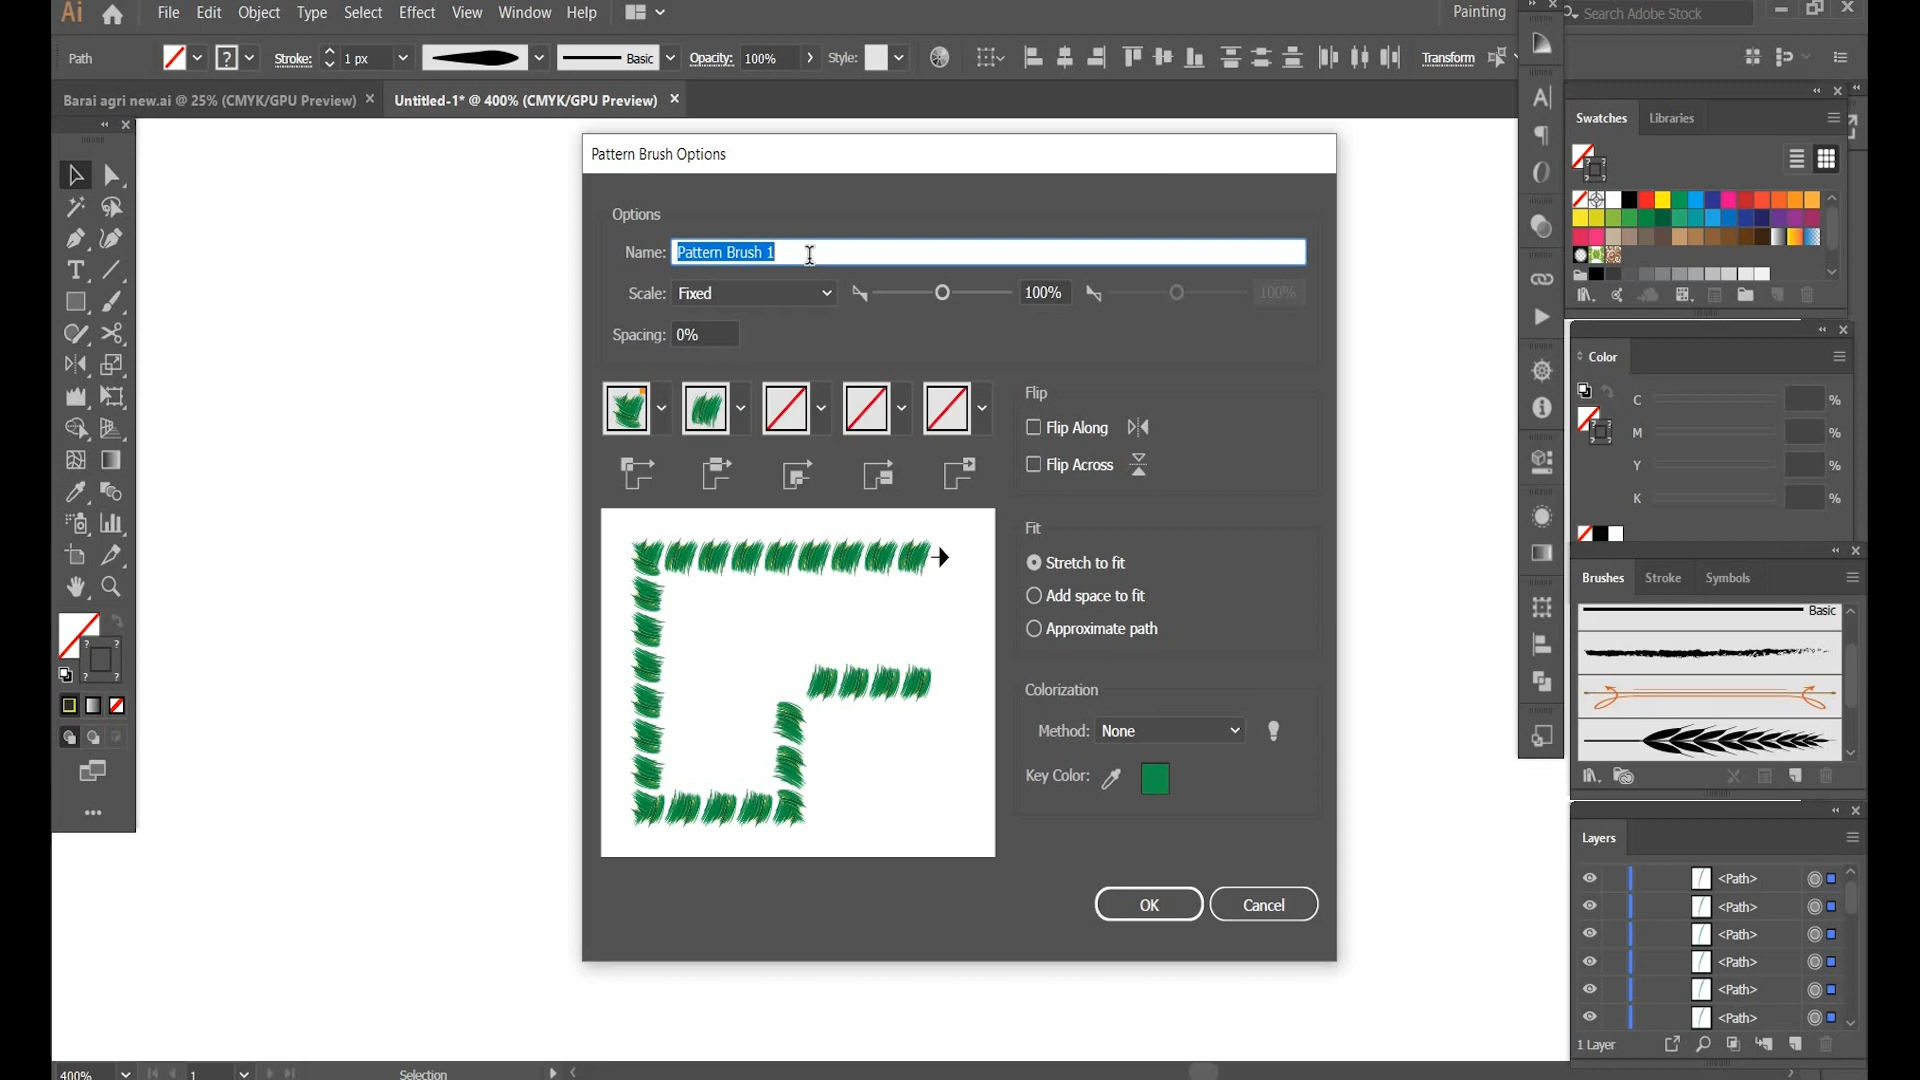 Ai File Edit Object Type Select Effect View Window Help Painting Search Adobe Stock
Path Stroke: 1 px Basic Opacity: 100% Style: Transform
Barai agri new.ai @ 25% (CMYK/GPU Preview) Untitled-1* @ 400% (CMYK/GPU Preview)
Pattern Brush Options
Options
Name: Pattern Brush 1
Scale: Fixed 100% 100%
Spacing: 0%
Flip
Flip Along
Flip Across
Fit
Stretch to fit
Add space to fit
Approximate path
Colorization
Method: None
Key Color:
OK Cancel
Swatches Libraries
Color
C %
M %
Y %
K %
Brushes Stroke Symbols
Basic
Layers
<Path>
<Path>
<Path>
<Path>
<Path>
<Path>
1 Layer
400% 1 Selection